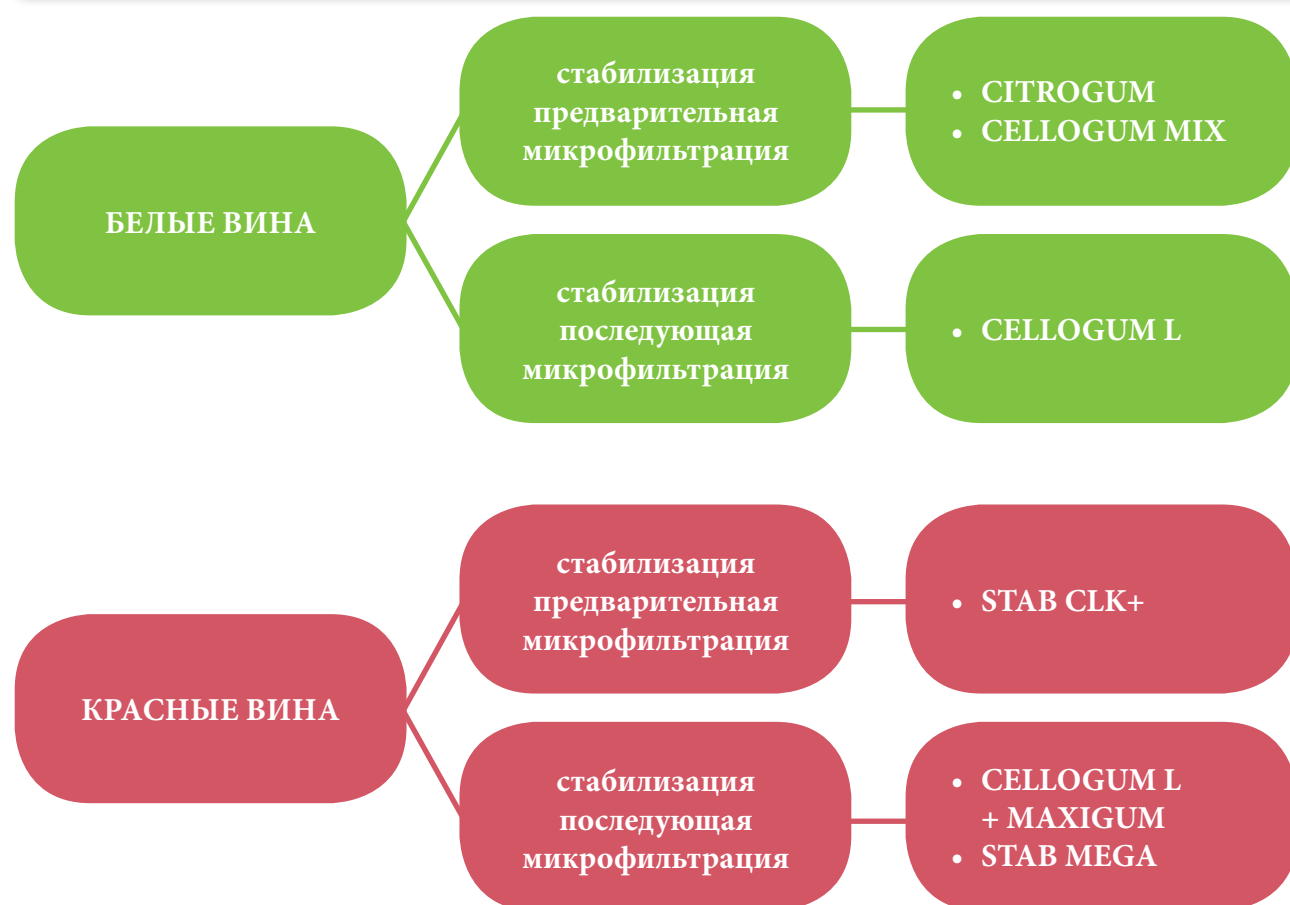 БЕЛЫЕ ВИНА
стабилизация
предварительная
микрофильтрация
• CITROGUM
• CELLOGUM MIX
стабилизация
последующая
микрофильтрация
• CELLOGUM L
КРАСНЫЕ ВИНА
стабилизация
предварительная
микрофильтрация
• STAB CLK+
стабилизация
последующая
микрофильтрация
• CELLOGUM L
+ MAXIGUM
• STAB MEGA